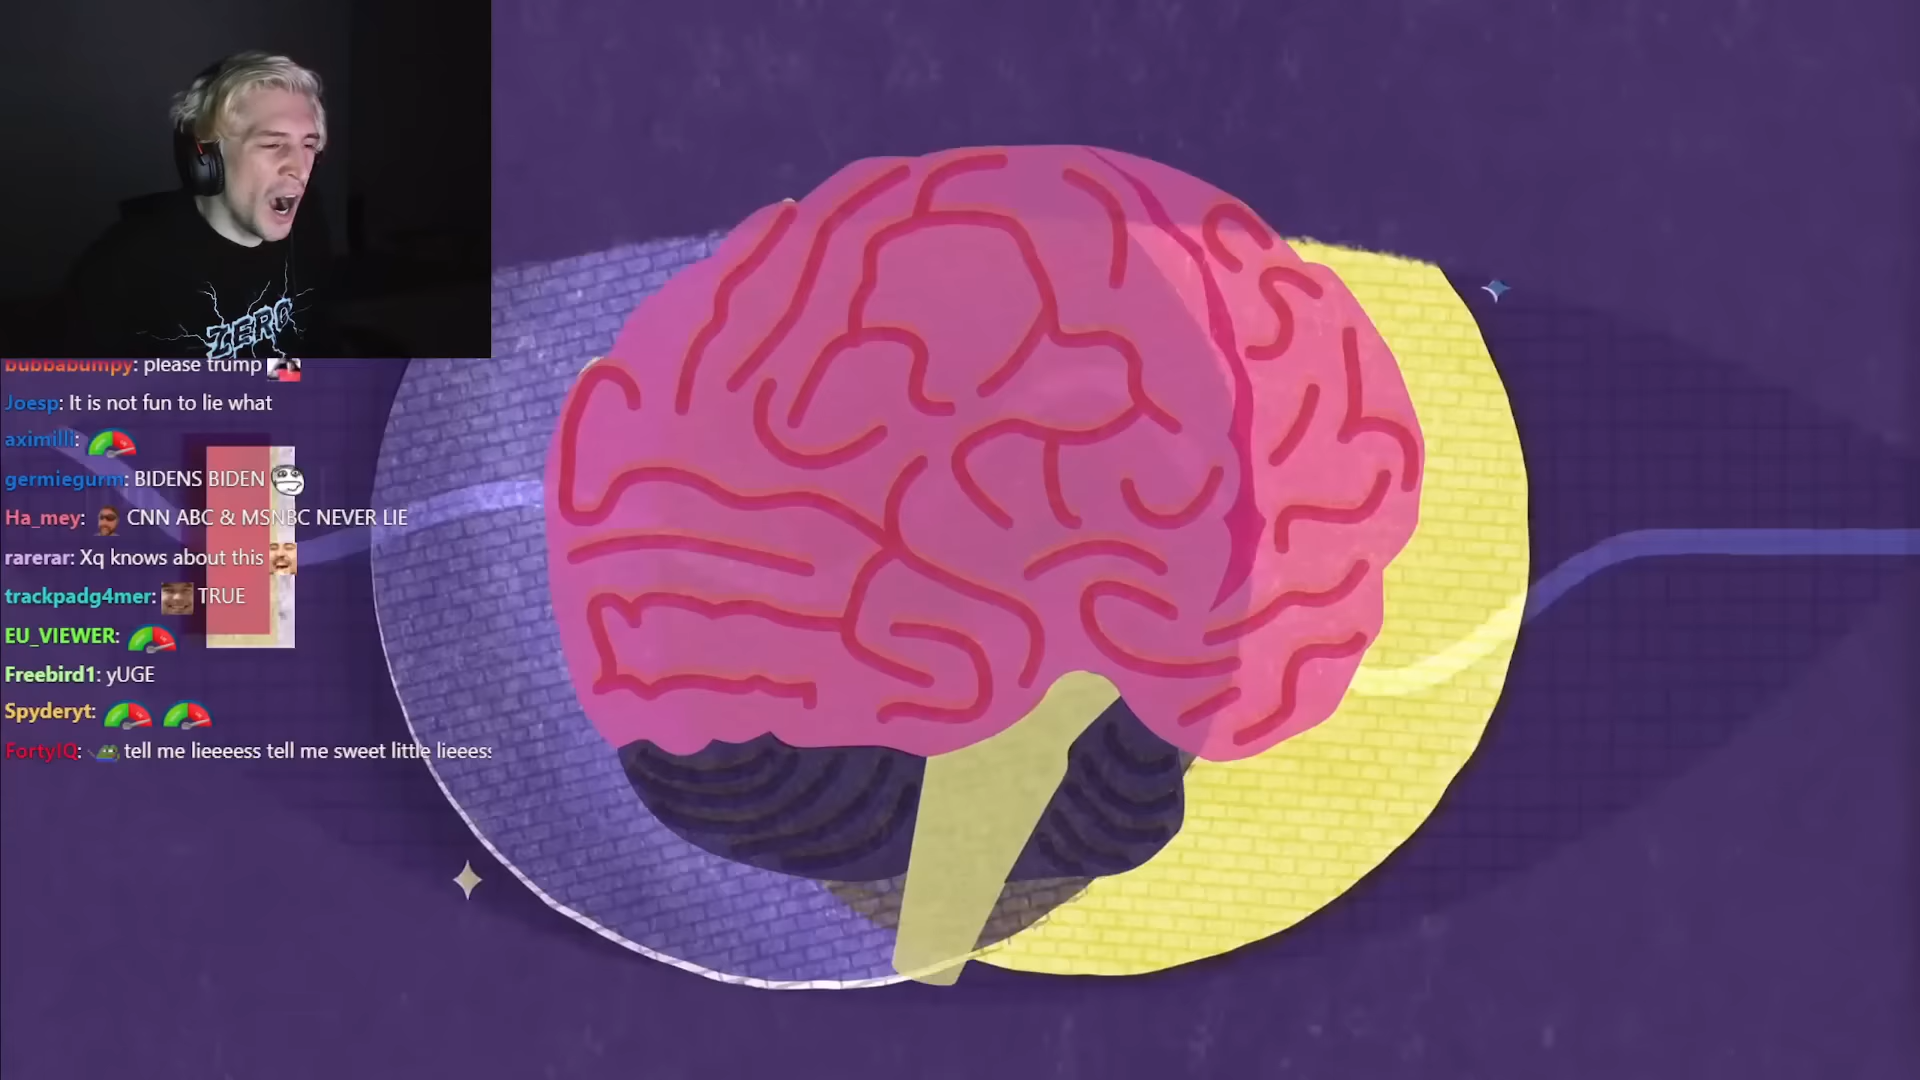 ZERO
bubbabumpy: please trump
Joesp: It is not fun to lie what
aximilli:
germiegurm: BIDENS BIDEN
Ha_mey: CNN ABC & MSNBC NEVER LIE
rarerar: Xq knows about this
trackpadg4mer: TRUE
EU_VIEWER:
Freebird1: yUGE
Spyderyt:
FortyIQ: tell me lieeeess tell me sweet little lieeess